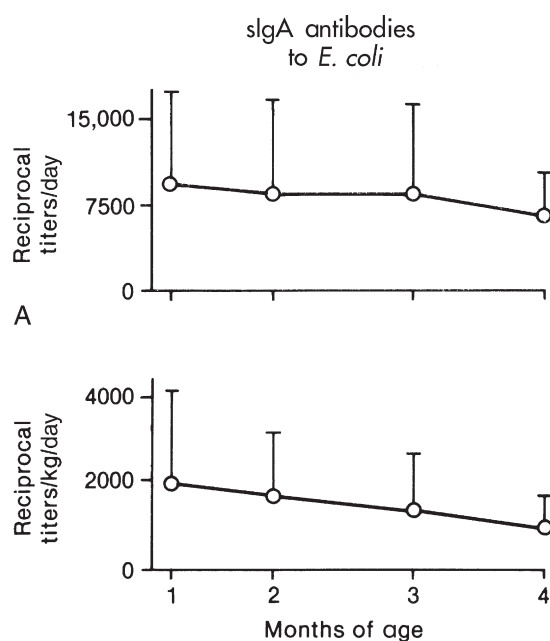 sIgA antibodies
to E. coli
15,000
7500
0
Reciprocal
titers/day
A
4000
2000
0
Reciprocal
titers/kg/day
1 2 3 4
Months of age